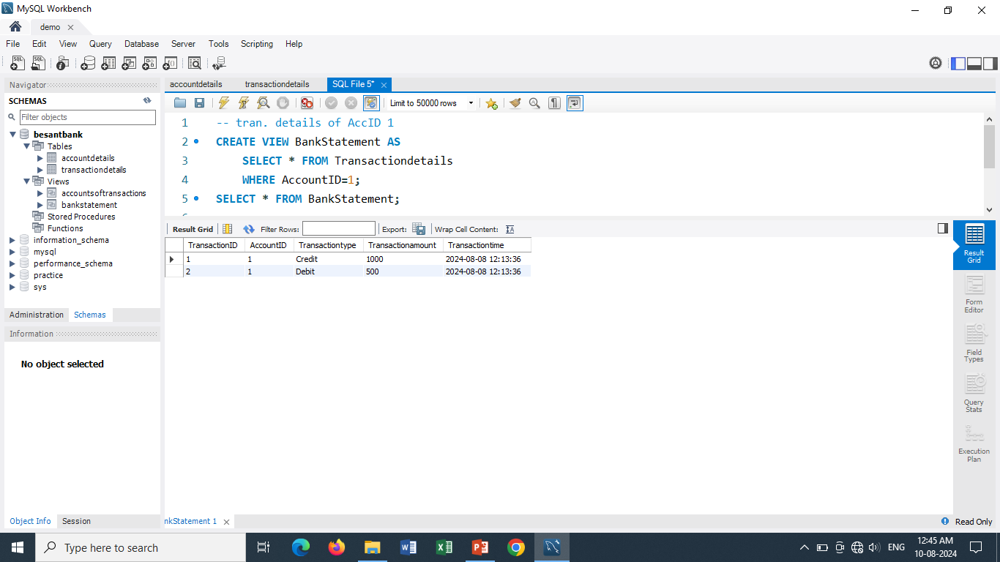 MySQL Workbench
demo
File Edit View Query Database Server Tools Scripting Help
Navigator
SCHEMAS
Filter objects
besantbank
Tables
accountdetails
transactiondetails
Views
accountsoftransactions
bankstatement
Stored Procedures
Functions
information_schema
mysql
performance_schema
practice
sys
Administration Schemas
Information
No object selected
Object Info Session
accountdetails transactiondetails SQL File 5*
Limit to 50000 rows
1 -- tran. details of AccID 1
2 CREATE VIEW BankStatement AS
3 SELECT * FROM Transactiondetails
4 WHERE AccountID=1;
5 SELECT * FROM BankStatement;
Result Grid Filter Rows: Export: Wrap Cell Content:
TransactionID AccountID Transactiontype Transactionamount Transactiontime
1 1 Credit 1000 2024-08-08 12:13:36
2 1 Debit 500 2024-08-08 12:13:36
Result
Grid
Form
Editor
Field
Types
Query
Stats
Execution
Plan
nkStatement 1
Read Only
Type here to search
ENG
12:45 AM
10-08-2024